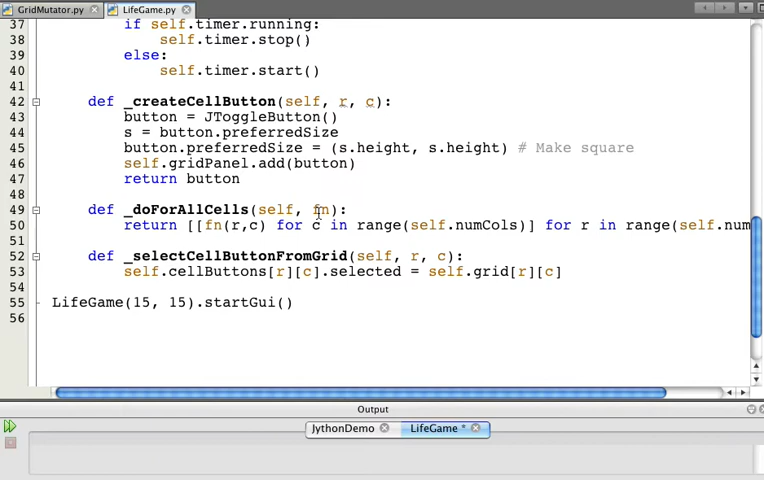 GridMutator.py LifeGame.py
37 if self.timer.running:
38 self.timer.stop()
39 else:
40 self.timer.start()
41
42 def _createCellButton(self, r, c):
43 button = JToggleButton()
44 s = button.preferredSize
45 button.preferredSize = (s.height, s.height) # Make square
46 self.gridPanel.add(button)
47 return button
48
49 def _doForAllCells(self, fn):
50 return [[fn(r,c) for c in range(self.numCols)] for r in range(self.num
51
52 def _selectCellButtonFromGrid(self, r, c):
53 self.cellButtons[r][c].selected = self.grid[r][c]
54
55 LifeGame(15, 15).startGui()
56
Output
JythonDemo LifeGame *